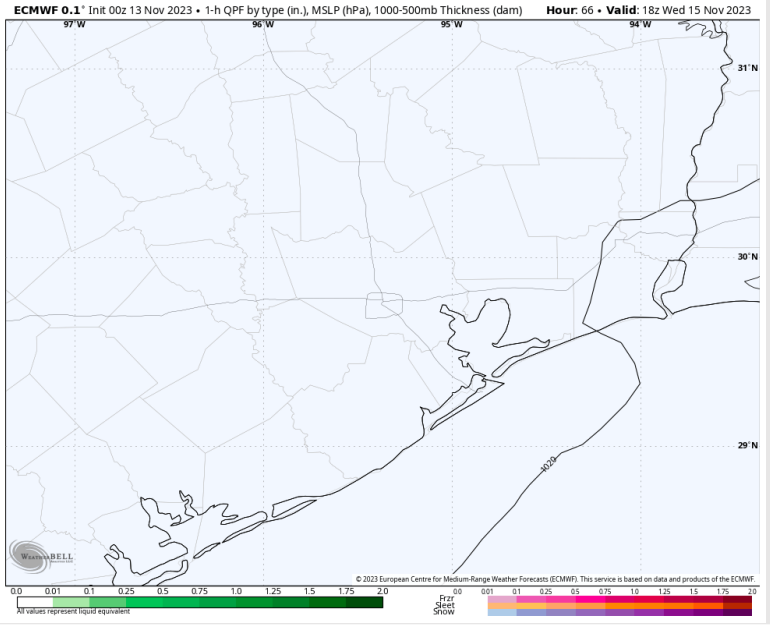 ECMWF 0.1° Init 00z 13 Nov 2023 • 1-h QPF by type (in.), MSLP (hPa), 1000-500mb Thickness (dam) Hour: 66 • Valid: 18z Wed 15 Nov 2023
97°W 96°W 95°W 94°W
31°N
30°N
29°N
1020
WEATHERBELL
© 2023 European Centre for Medium-Range Weather Forecasts (ECMWF). This service is based on data and products of the ECMWF.
0.0 0.01 0.1 0.25 0.5 0.75 1.0 1.25 1.5 1.75 2.0
All values represent liquid equivalent
0.0 0.01 0.1 0.25 0.5 0.75 1.0 1.25 1.5 1.75 2.0
Frzr
Sleet
Snow